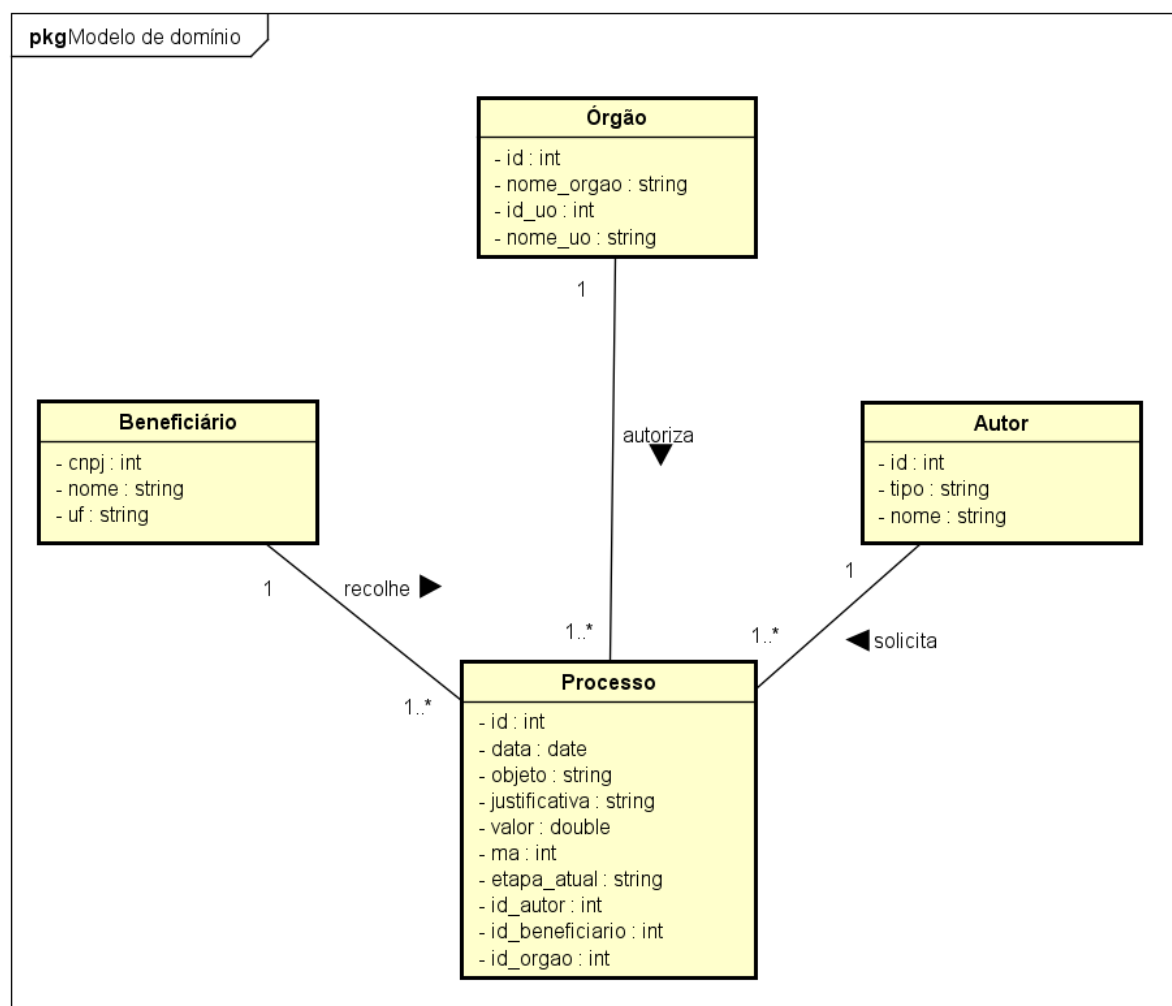 pkgModelo de domínio
Órgão
- id : int
- nome_orgao : string
- id_uo : int
- nome_uo : string
1
autoriza
1..*
Beneficiário
- cnpj : int
- nome : string
- uf : string
1
recolhe
1..*
Autor
- id : int
- tipo : string
- nome : string
1
solicita
1..*
Processo
- id : int
- data : date
- objeto : string
- justificativa : string
- valor : double
- ma : int
- etapa_atual : string
- id_autor : int
- id_beneficiario : int
- id_orgao : int